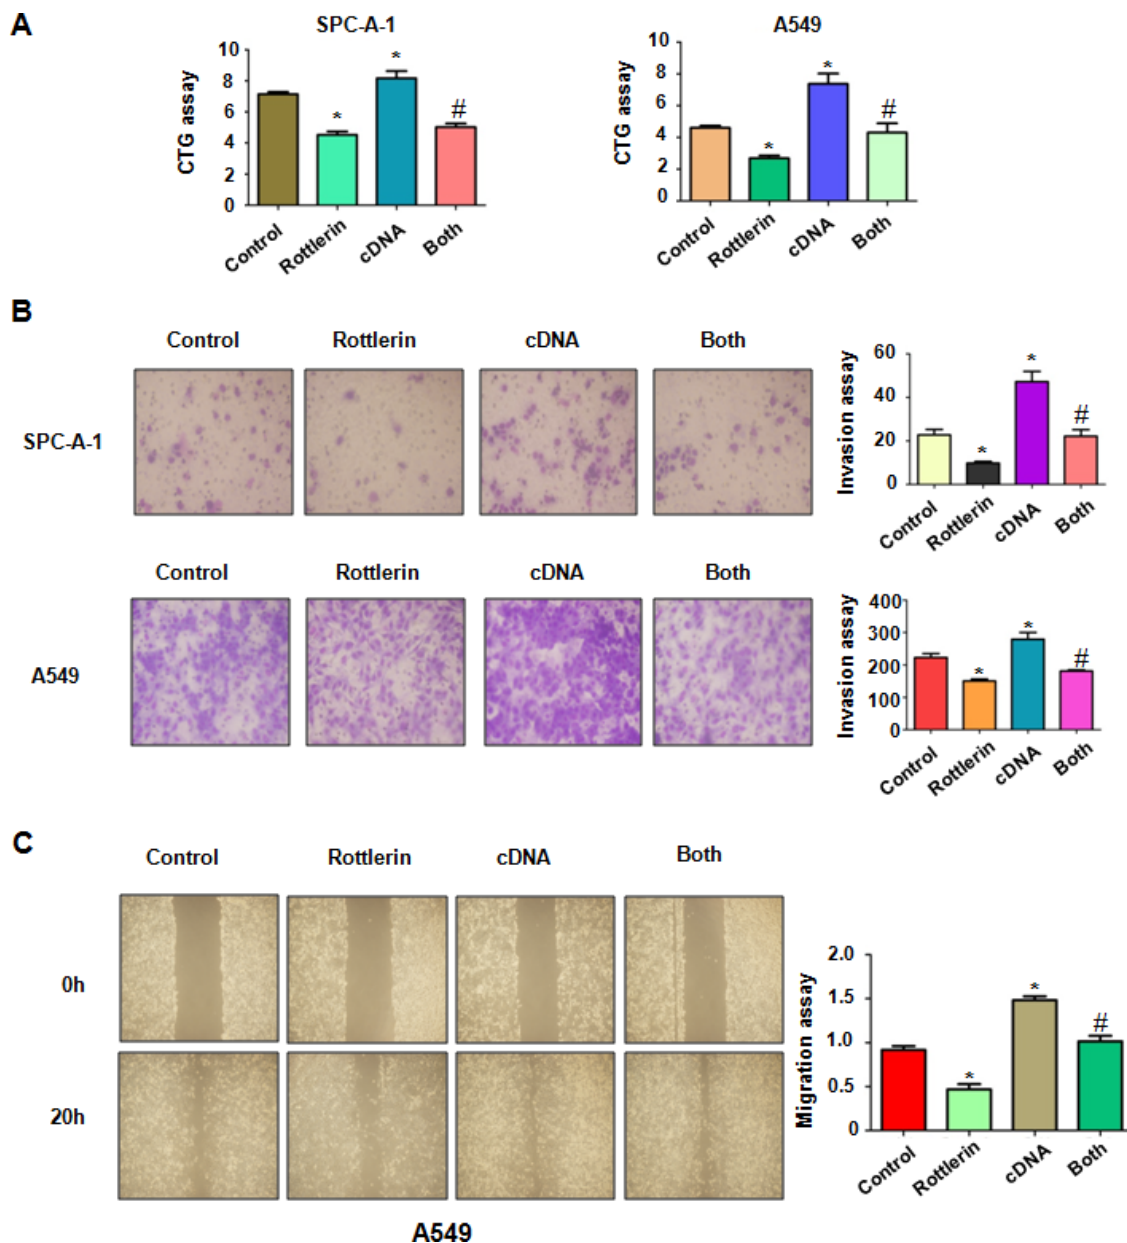 A
SPC-A-1
A549
CTG assay
10
8
6
4
2
0
*
*
#
Control
Rottlerin
cDNA
Both
CTG assay
10
8
6
4
2
0
*
*
#
Control
Rottlerin
cDNA
Both
B
Control
Rottlerin
cDNA
Both
SPC-A-1
Invasion assay
60
40
20
0
*
*
#
Control
Rottlerin
cDNA
Both
Control
Rottlerin
cDNA
Both
A549
Invasion assay
400
300
200
100
0
*
*
#
Control
Rottlerin
cDNA
Both
C
Control
Rottlerin
cDNA
Both
0h
20h
A549
Migration assay
2.0
1.5
1.0
0.5
0
*
*
#
Control
Rottlerin
cDNA
Both